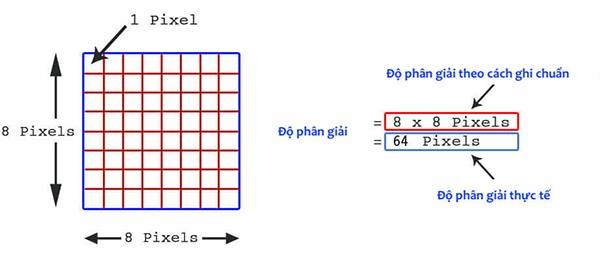 1 Pixel
Độ phân giải theo cách ghi chuẩn
8 Pixels
Độ phân giải
= 8 x 8 Pixels
= 64 Pixels
Độ phân giải thực tế
8 Pixels